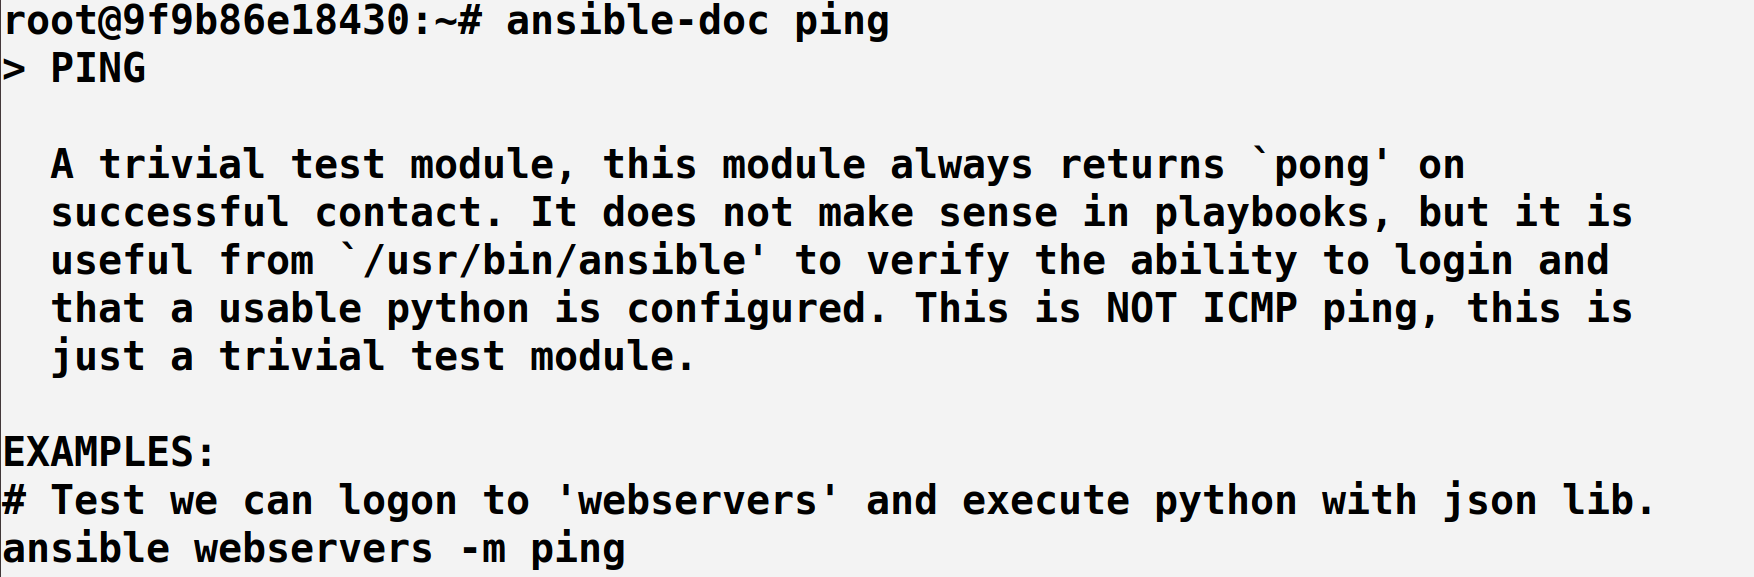 root@9f9b86e18430:~# ansible-doc ping
> PING
A trivial test module, this module always returns `pong' on
successful contact. It does not make sense in playbooks, but it is
useful from `/usr/bin/ansible' to verify the ability to login and
that a usable python is configured. This is NOT ICMP ping, this is
just a trivial test module.
EXAMPLES:
# Test we can logon to 'webservers' and execute python with json lib.
ansible webservers -m ping